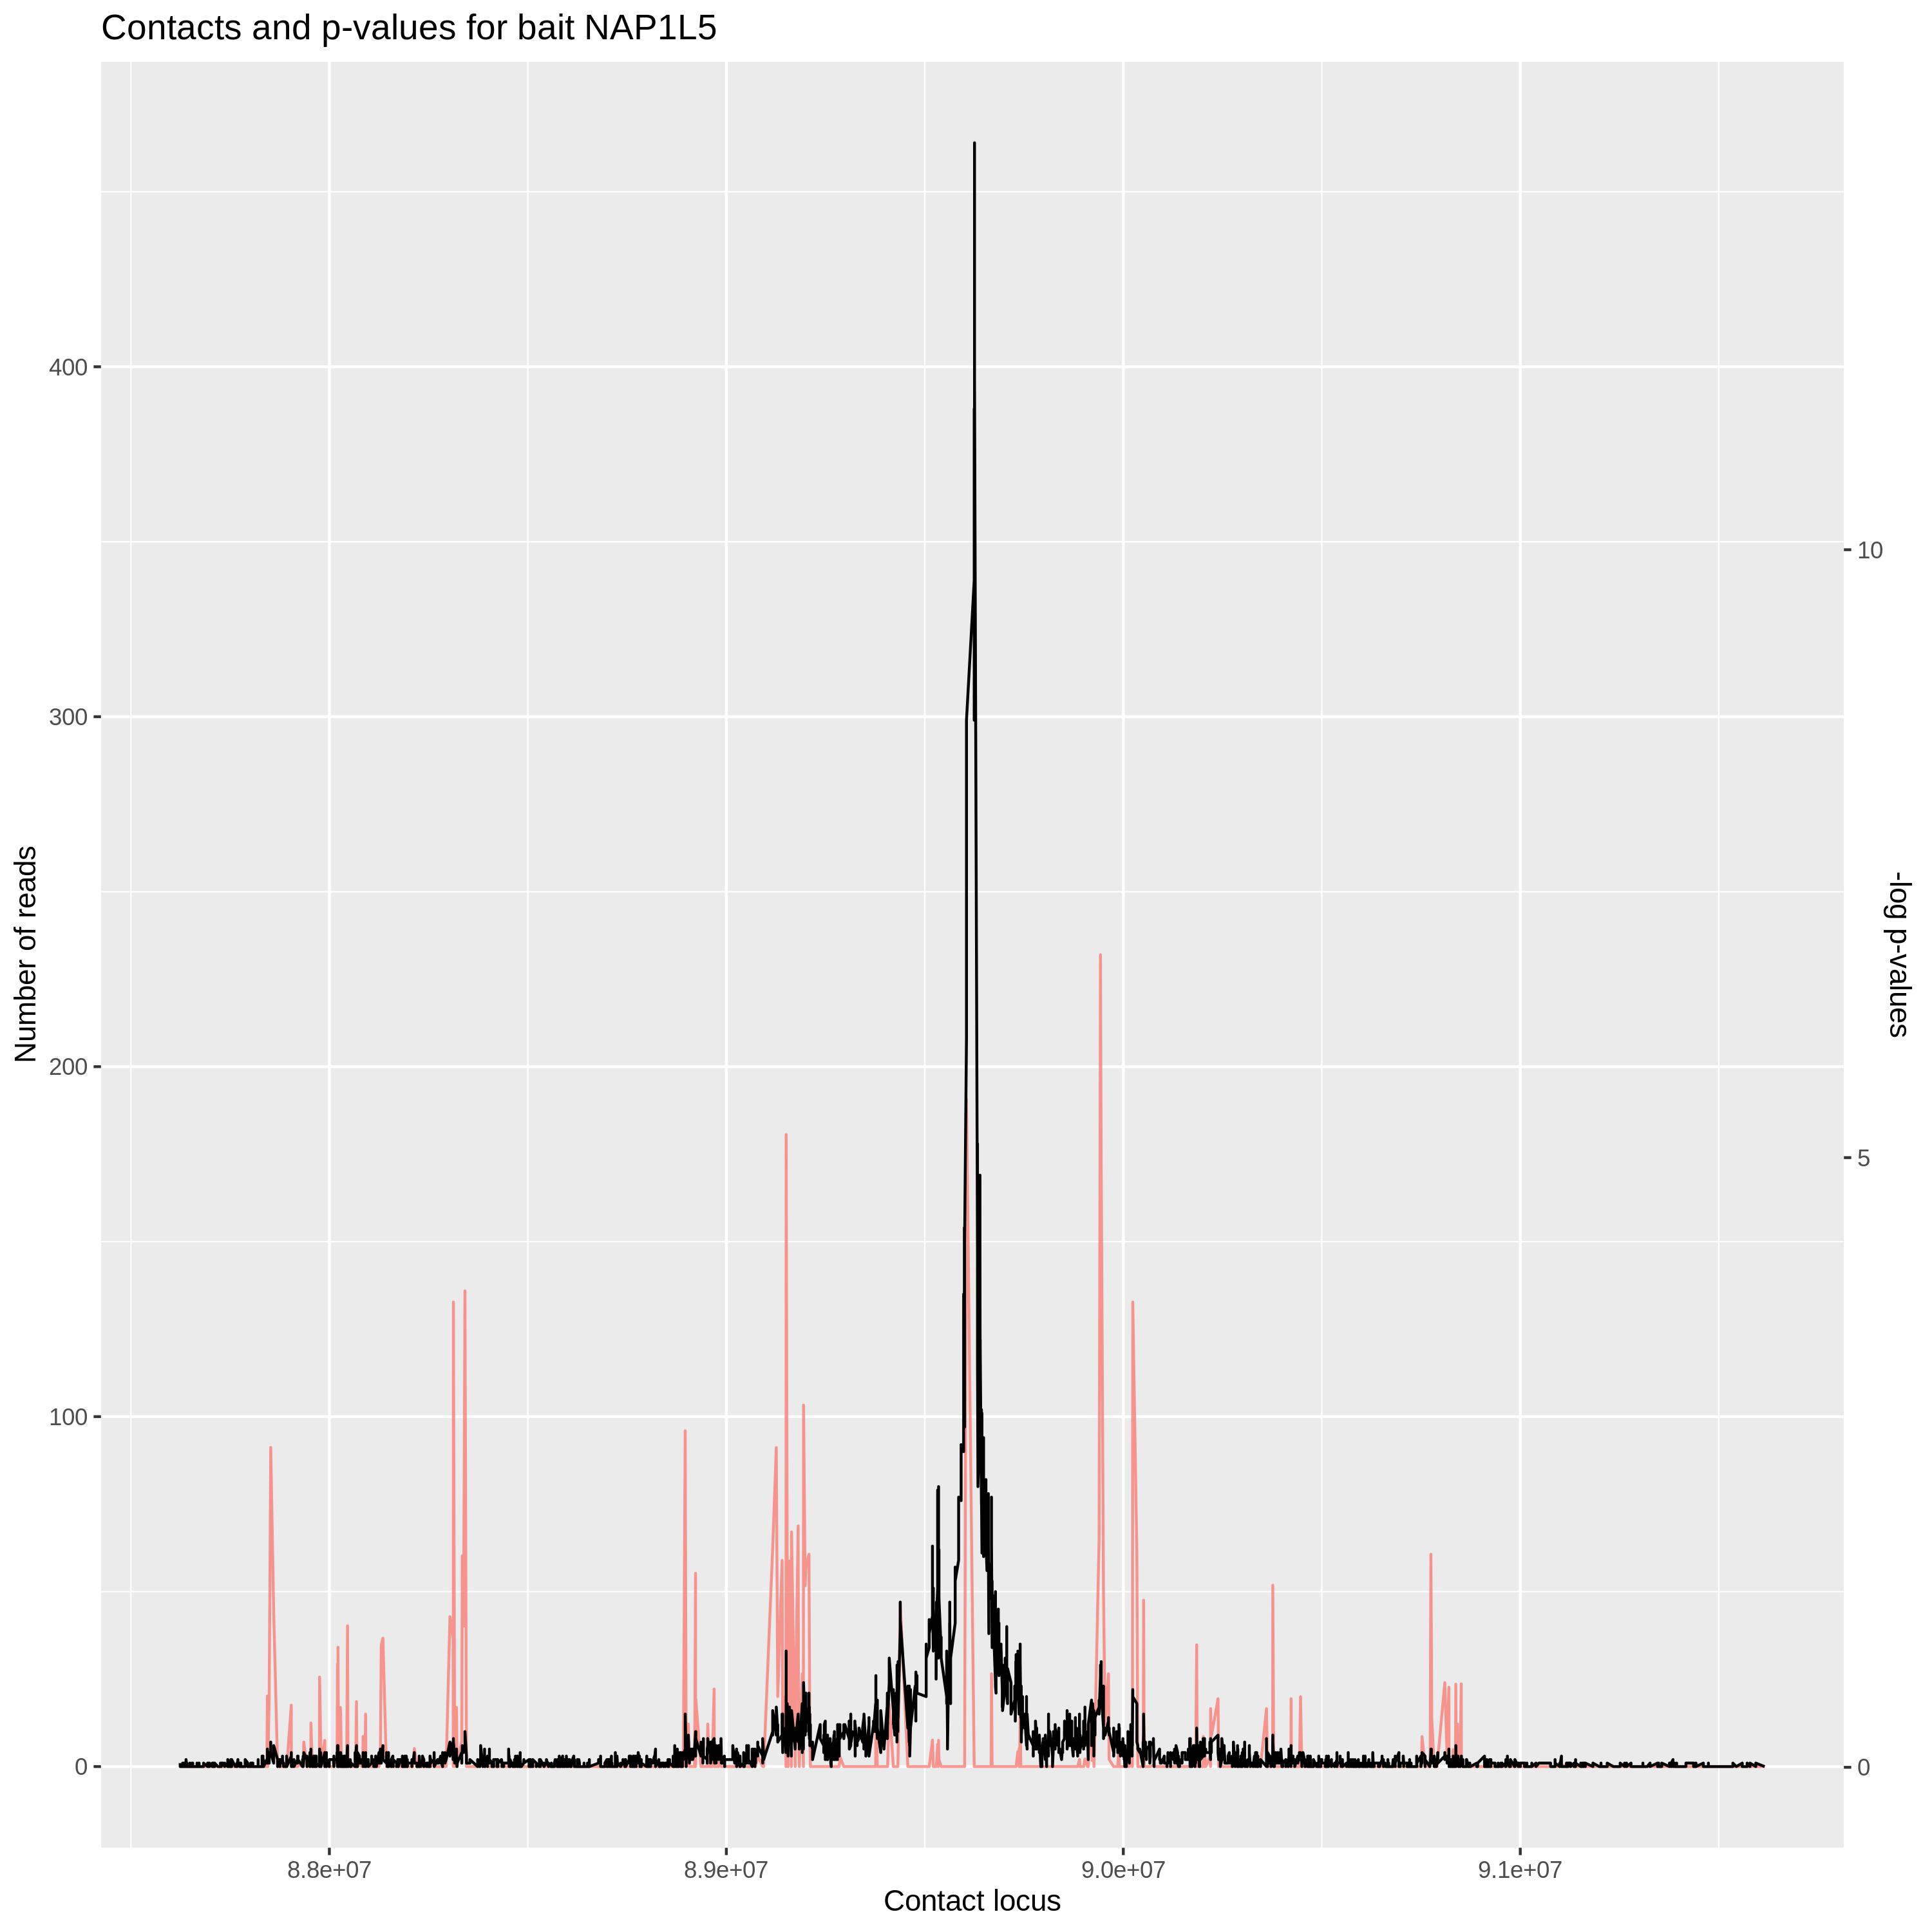 Contacts and p-values for bait NAP1L5
400
300
200
100
0
Number of reads
10
5
0
-log p-values
8.8e+07
8.9e+07
9.0e+07
9.1e+07
Contact locus